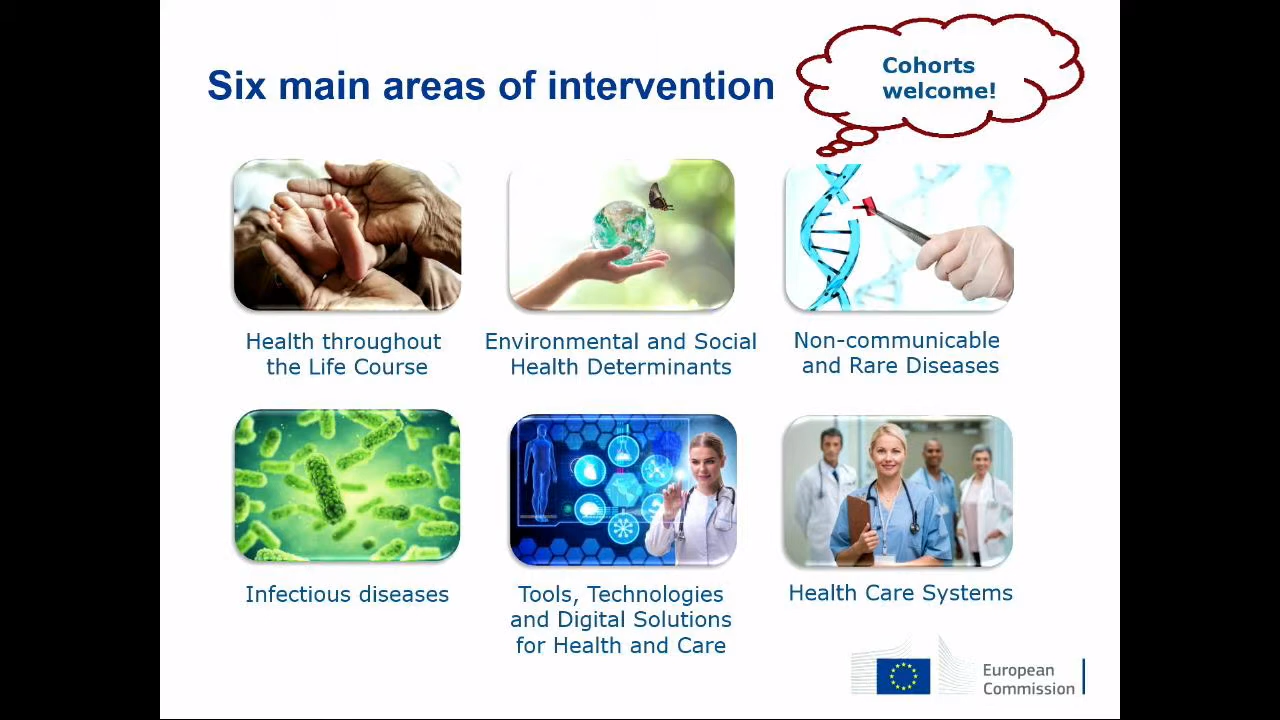 Six main areas of intervention
Cohorts
welcome!
Health throughout
the Life Course
Environmental and Social
Health Determinants
Non-communicable
and Rare Diseases
Infectious diseases
Tools, Technologies
and Digital Solutions
for Health and Care
Health Care Systems
European
Commission